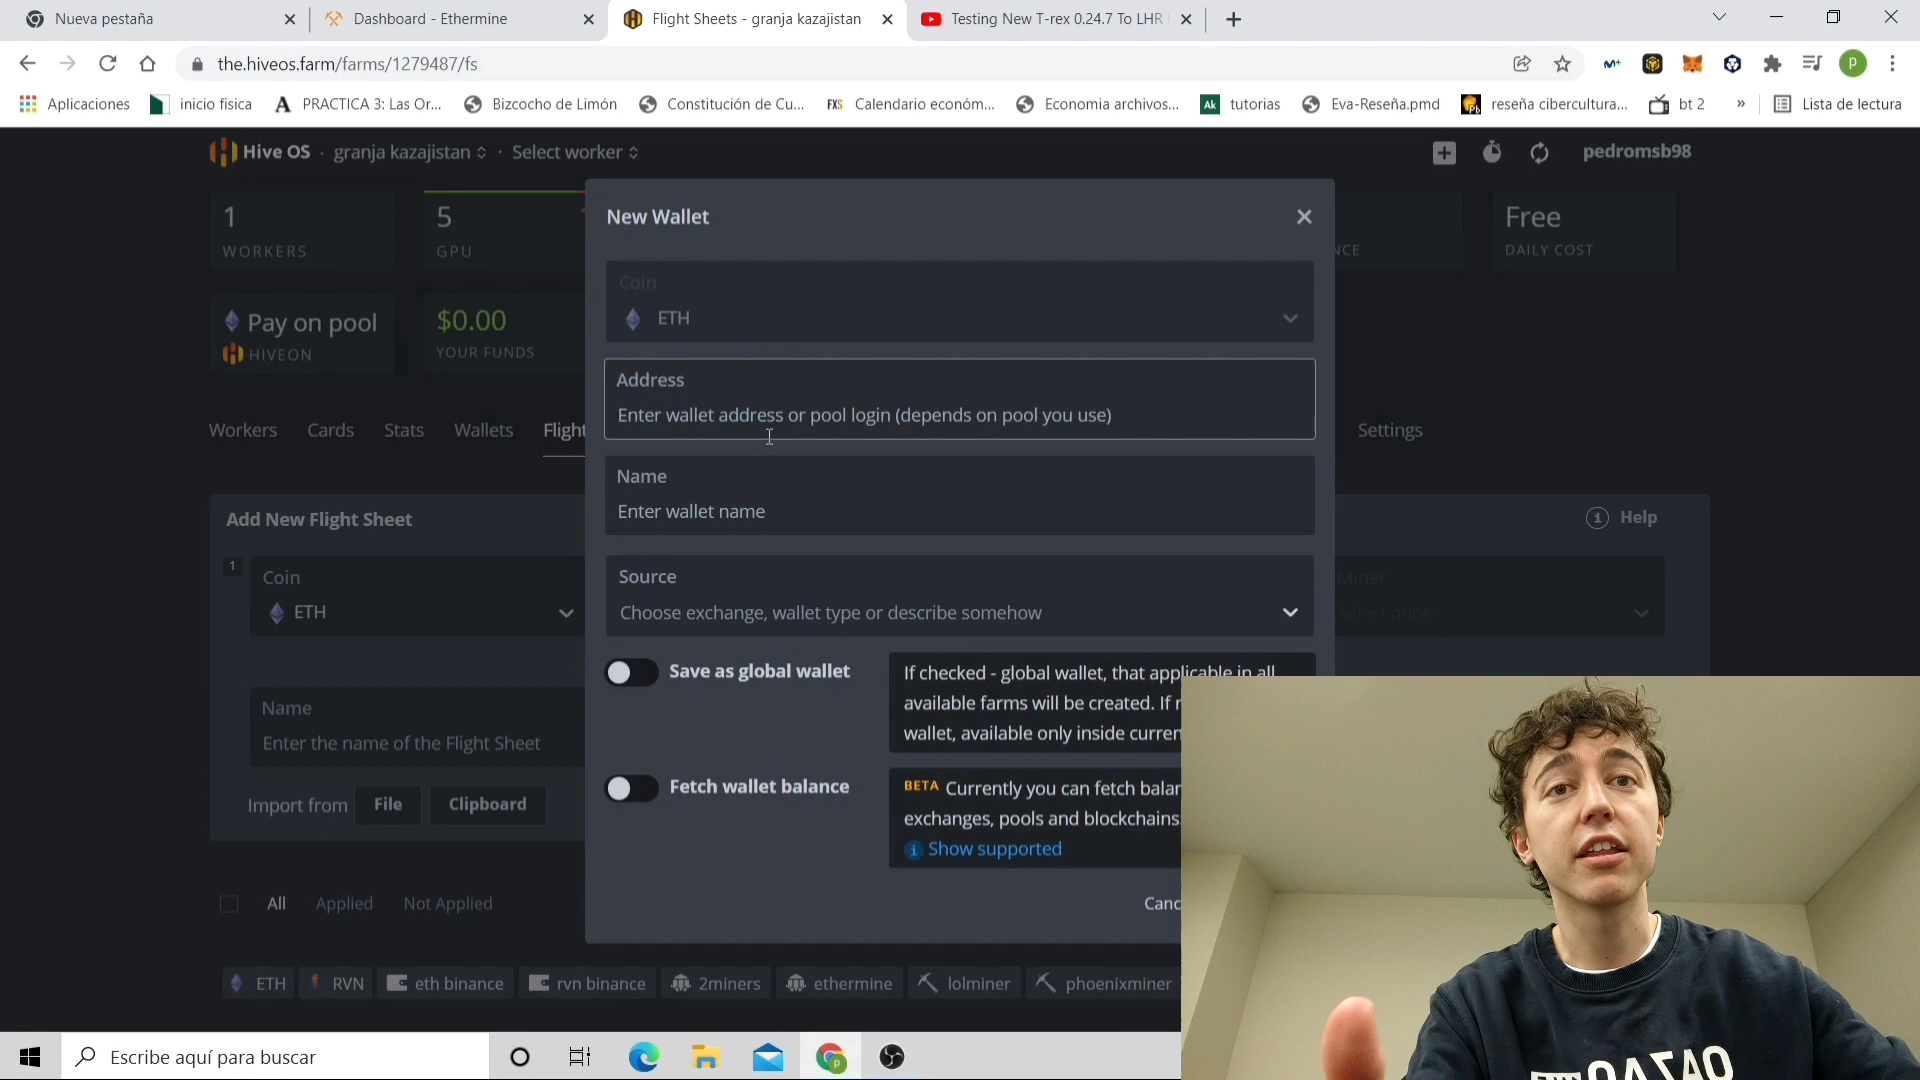 Nueva pestaña
Dashboard - Ethermine
Flight Sheets - granja kazajistan
Testing New T-rex 0.24.7 To LHR
the.hiveos.farm/farms/1279487/fs
P
Aplicaciones
inicio fisica
PRACTICA 3: Las Or...
Bizcocho de Limón
Constitución de Cu...
FXS Calendario económ...
Economia archivos...
Ak tutorias
Eva-Reseña.pmd
reseña cibercultura...
bt 2
»
Lista de lectura
Hive OS · granja kazajistan · Select worker
pedromsb98
1
WORKERS
5
GPU
NCE
Free
DAILY COST
Pay on pool
HIVEON
$0.00
YOUR FUNDS
Workers
Cards
Stats
Wallets
Flight
Settings
New Wallet
Coin
ETH
Address
Enter wallet address or pool login (depends on pool you use)
Name
Enter wallet name
Source
Choose exchange, wallet type or describe somehow
Save as global wallet
If checked - global wallet, that applicable in all
available farms will be created. If
wallet, available only inside
Fetch wallet balance
BETA Currently you can fetch
exchanges, pools and blockchains
Show supported
Canc
Add New Flight Sheet
Help
1
Coin
ETH
Miner
Select miner
Name
Enter the name of the Flight Sheet
Import from
File
Clipboard
All
Applied
Not Applied
ETH
RVN
eth binance
rvn binance
2miners
ethermine
lolminer
phoenixminer
Escribe aquí para buscar